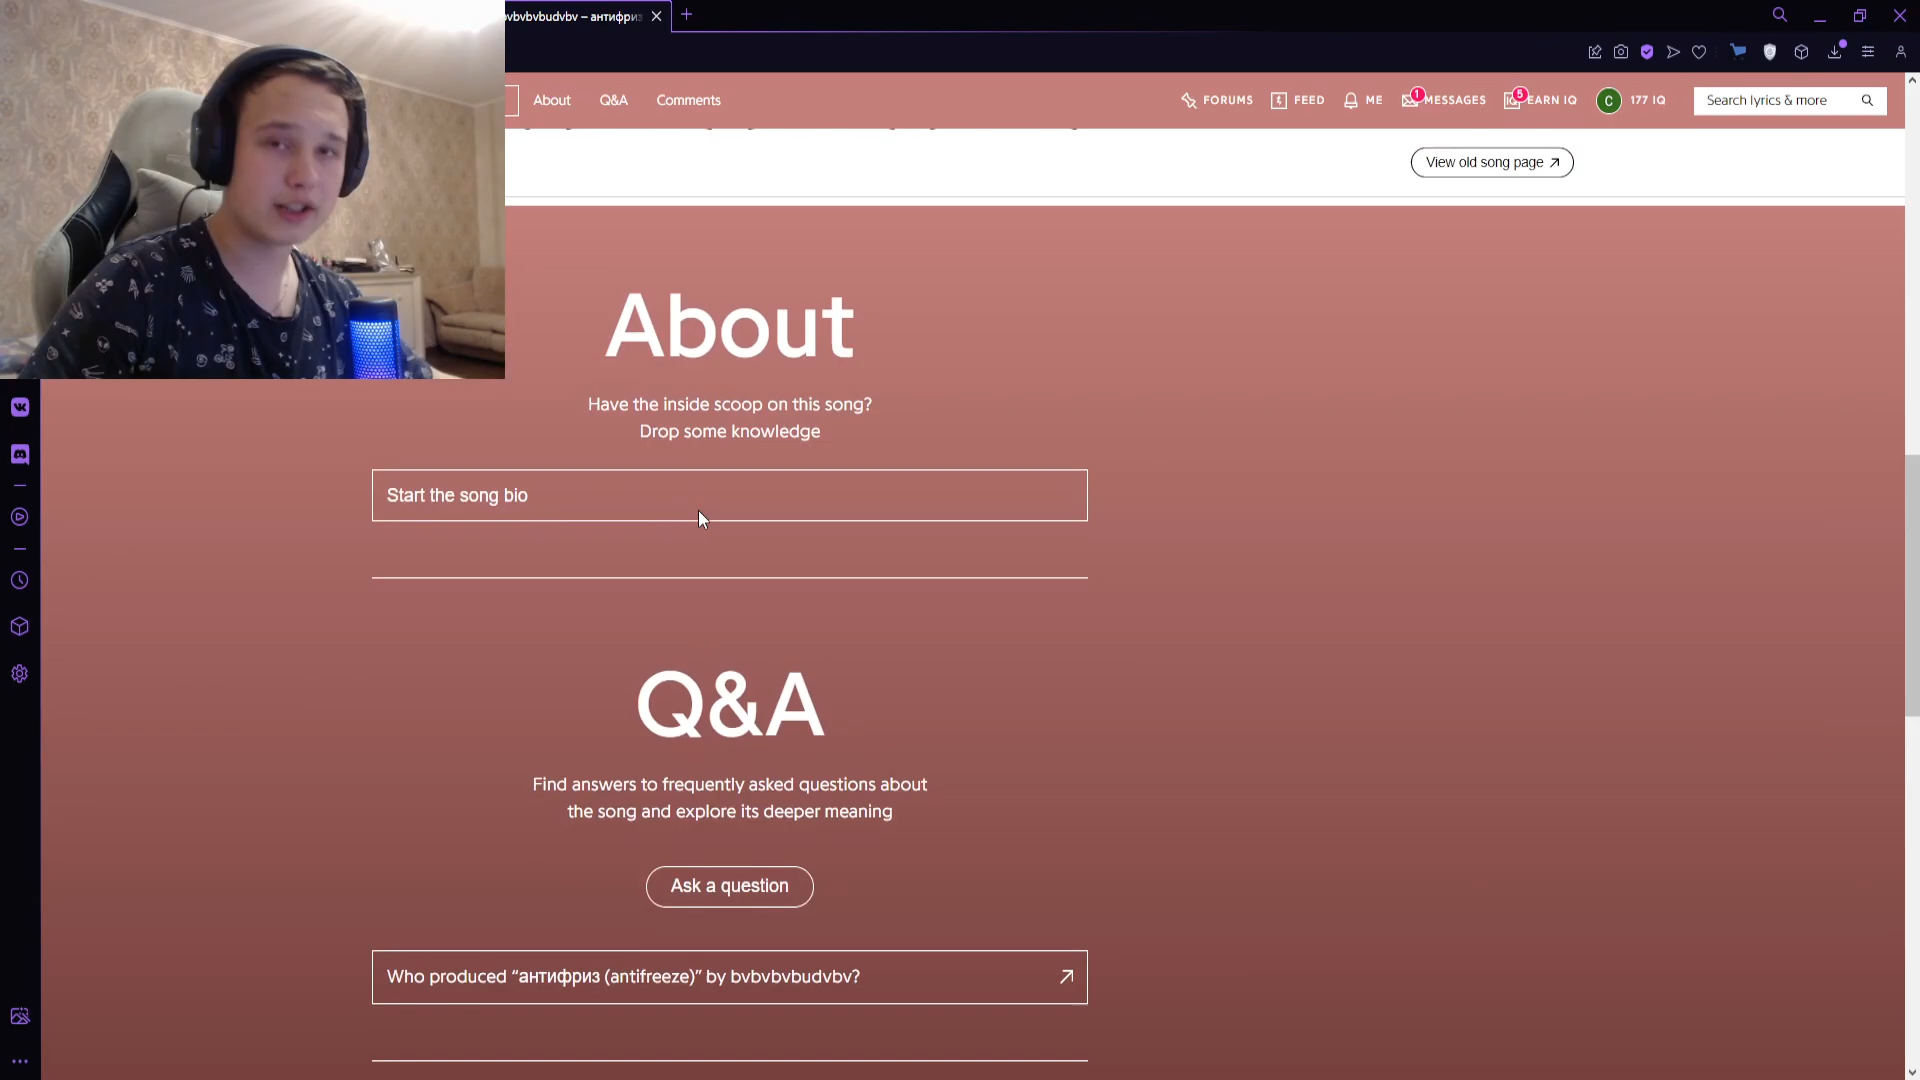 vbvbvbudvbv – антифри
About
Q&A
Comments
FORUMS
FEED
ME
1
MESSAGES
5
IQ
EARN IQ
C
177 IQ
Search lyrics & more
View old song page
About
Have the inside scoop on this song?
Drop some knowledge
Start the song bio
Q&A
Find answers to frequently asked questions about
the song and explore its deeper meaning
Ask a question
Who produced “антифриз (antifreeze)” by bvbvbvbudvbv?